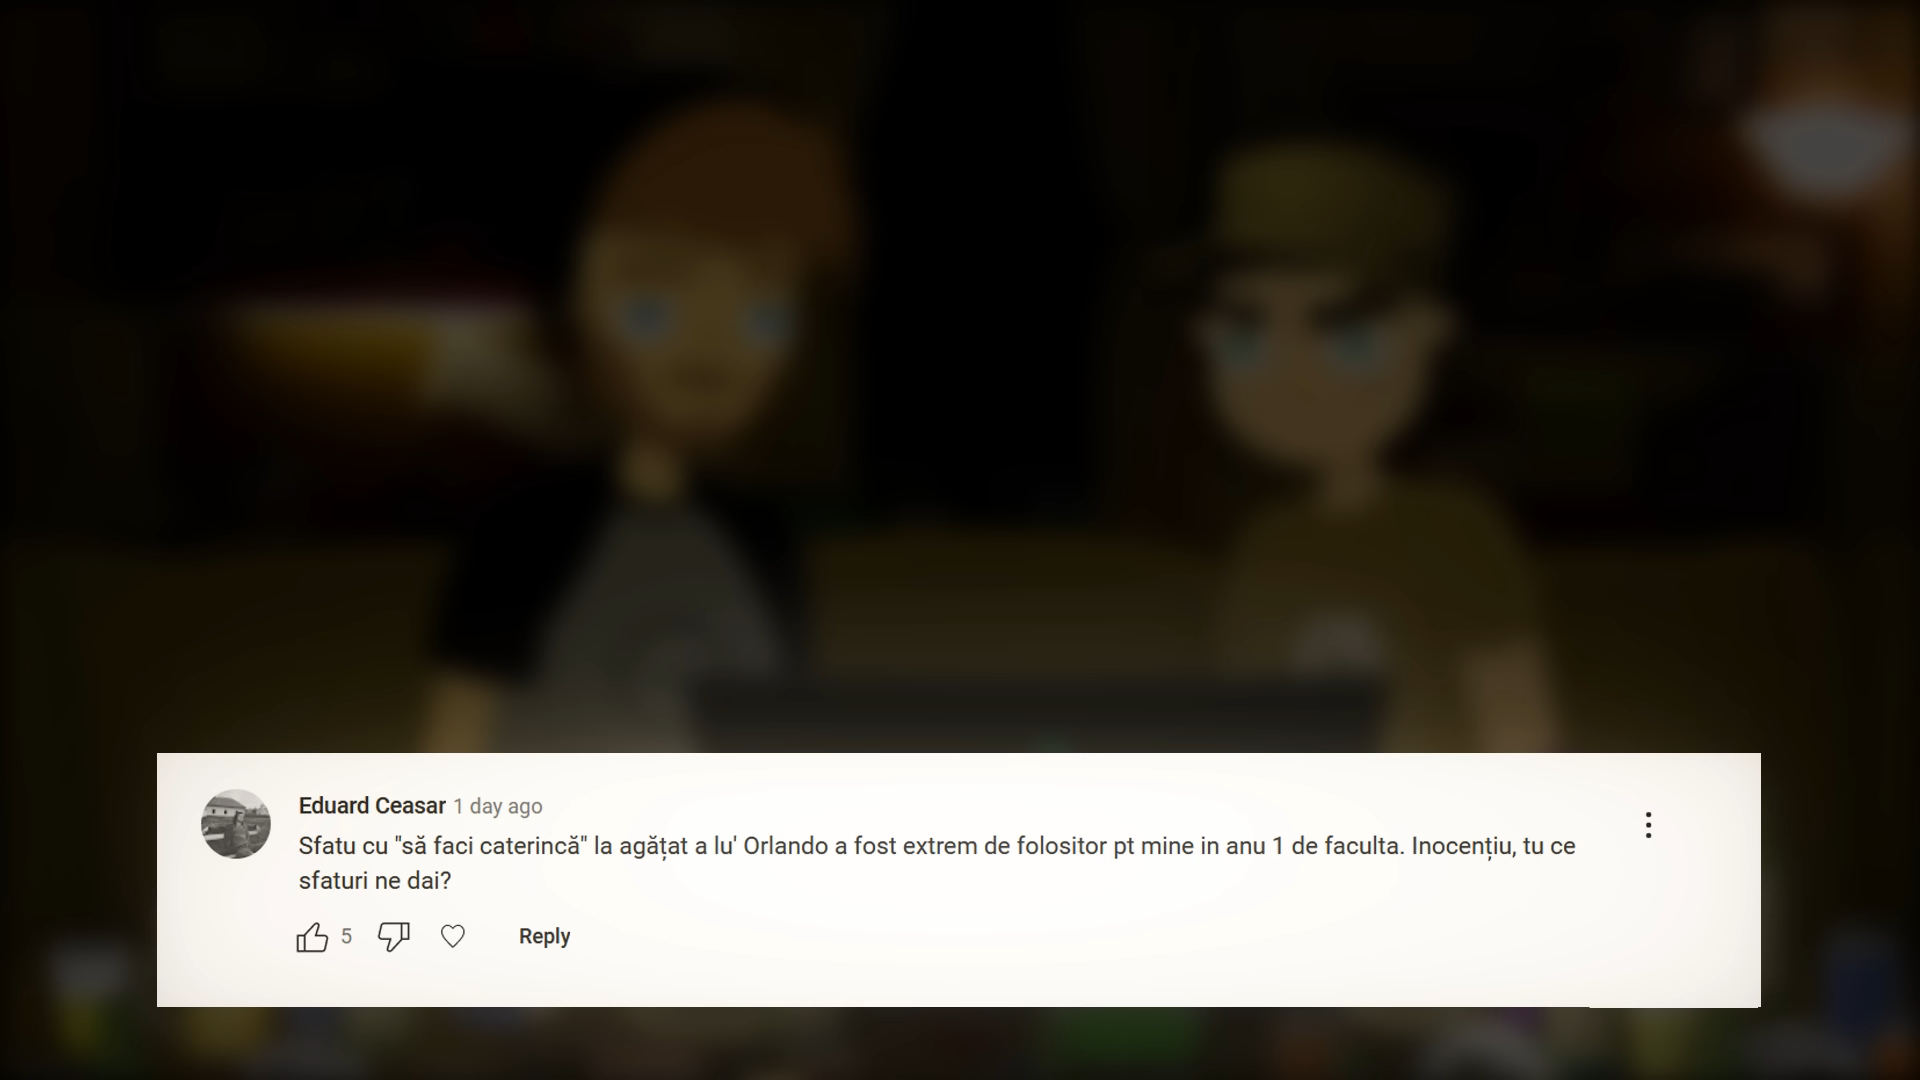 Eduard Ceasar 1 day ago
Sfatu cu "să faci caterincă" la agățat a lu' Orlando a fost extrem de folositor pt mine in anu 1 de faculta. Inocențiu, tu ce
sfaturi ne dai?
5 Reply